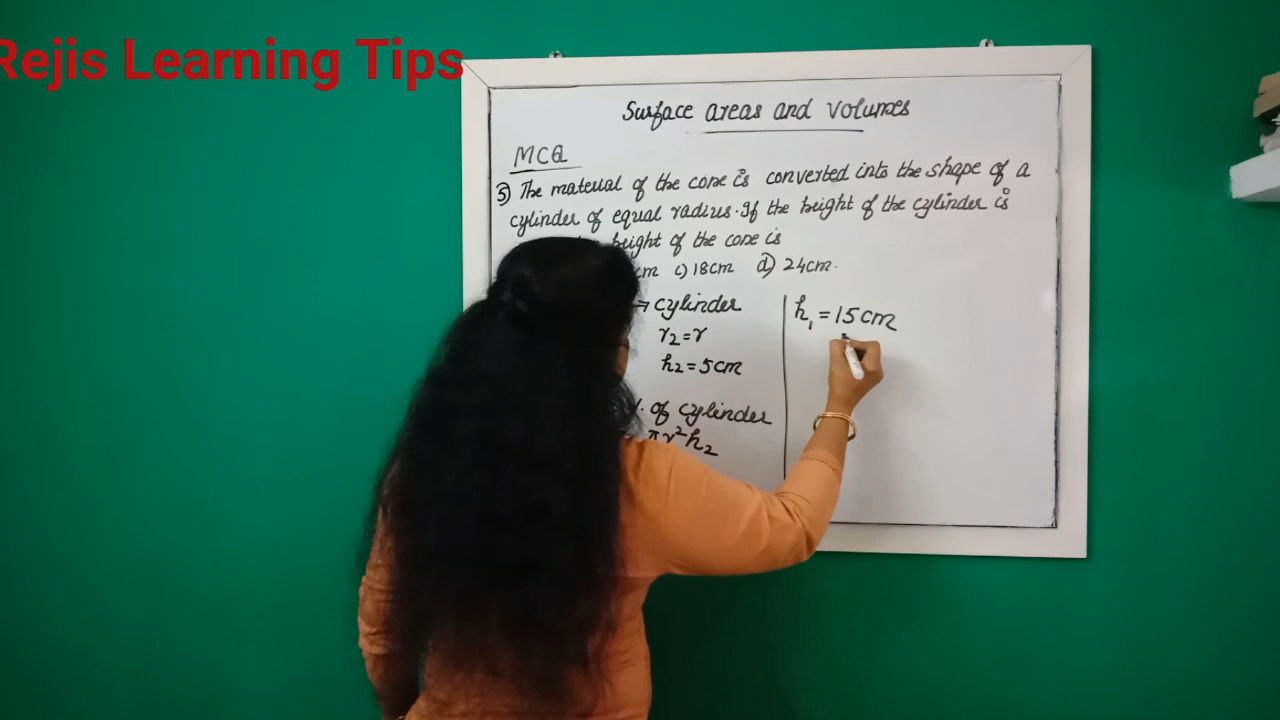 Rejis Learning Tips
Surface areas and volumes
MCQ
5) The material of the cone is converted into the shape of a
cylinder of equal radius. If the height of the cylinder is
height of the cone is
cm c) 18cm d) 24cm.
→ cylinder
r2 = r
h2 = 5cm
. of cylinder
πr²h2
h1 = 15cm